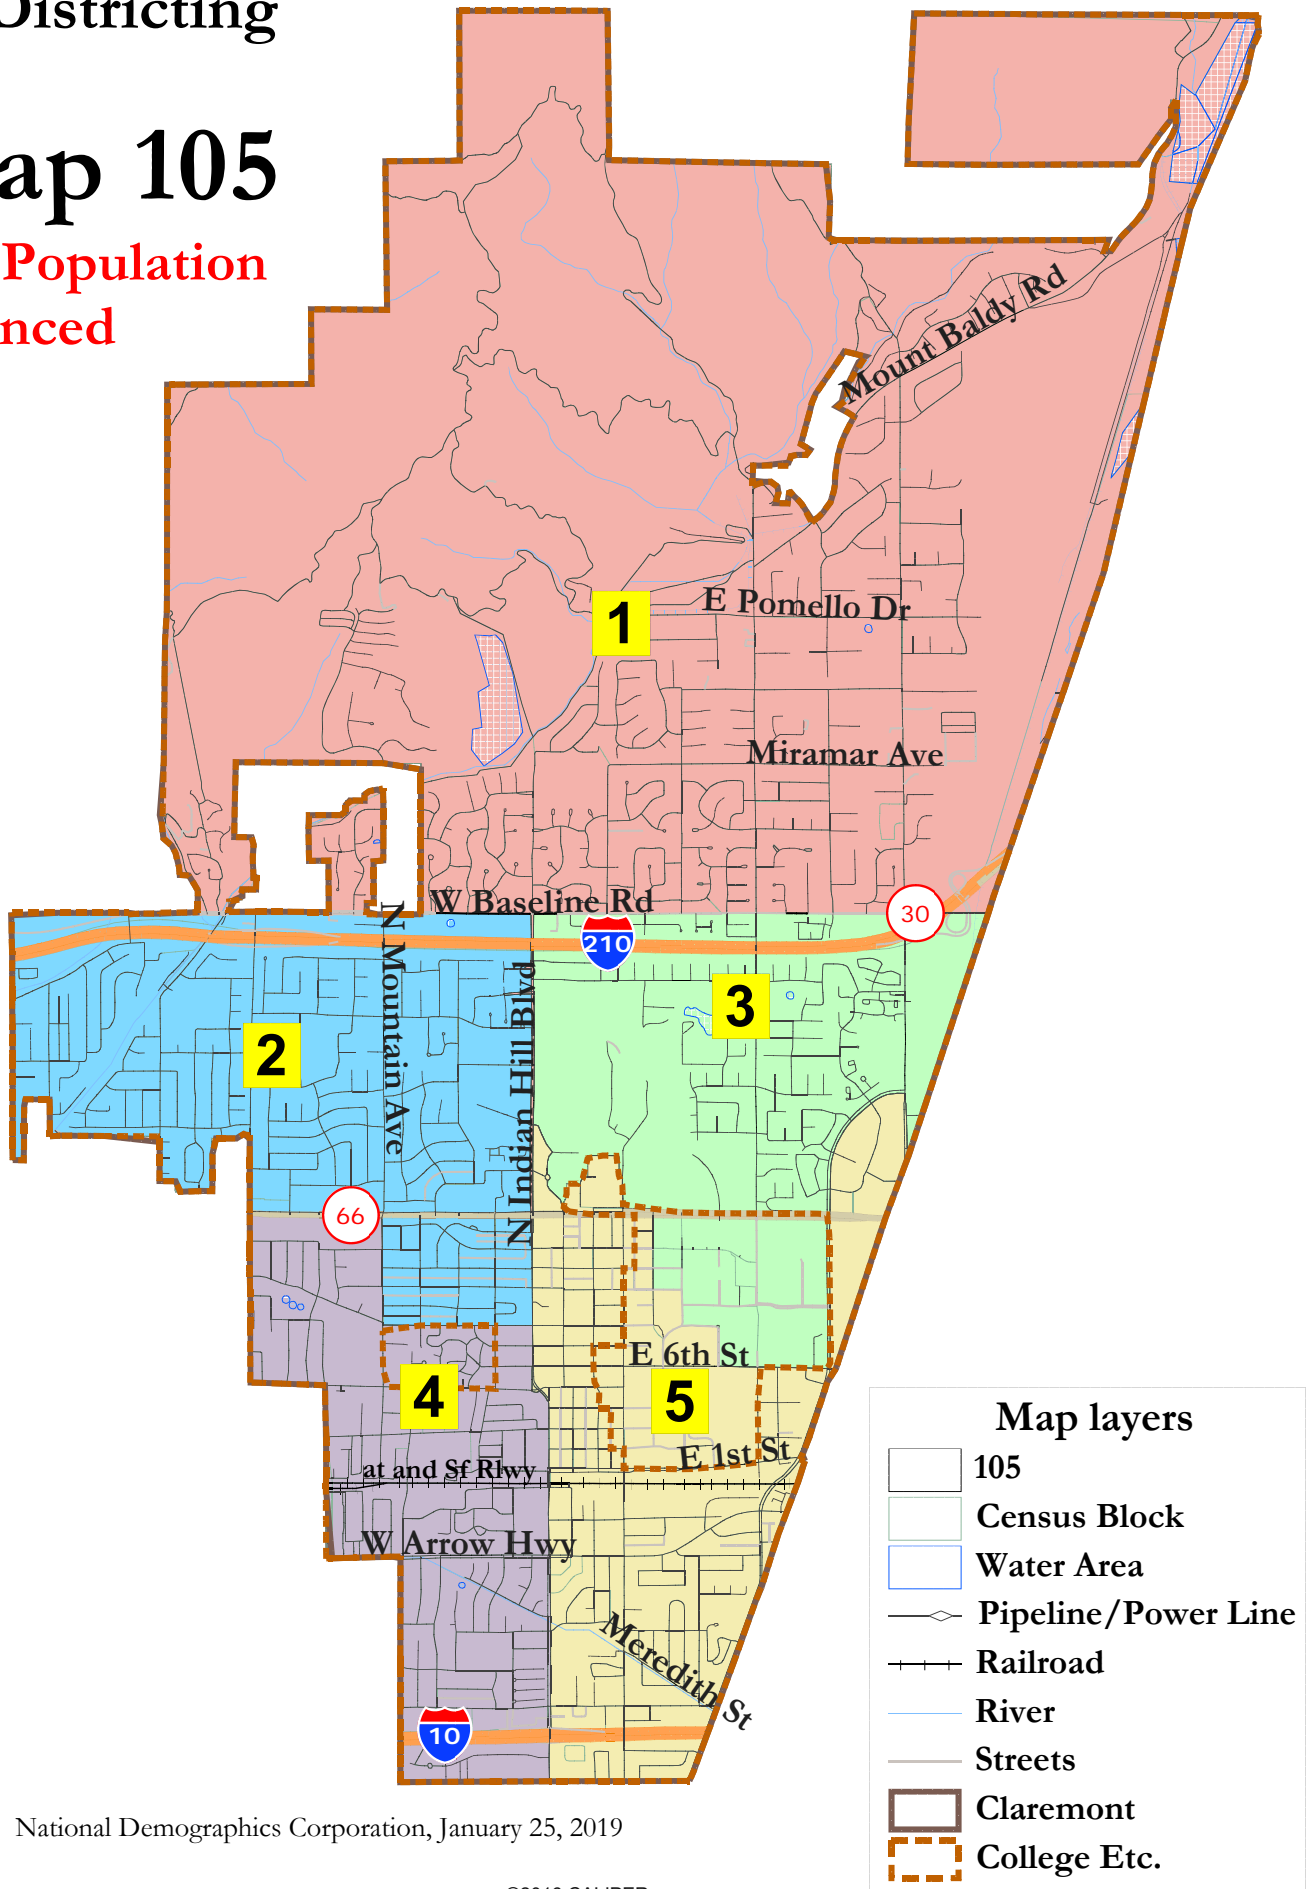 Districting
ap 105
Population
nced
Mount Baldy Rd
1
E Pomello Dr
Miramar Ave
W Baseline Rd
30
210
N Mountain Ave
N Indian Hill Blvd
3
2
66
E 6th St
4
5
E 1st St
at and Sf Rlwy
W Arrow Hwy
Meredith St
10
Map layers
105
Census Block
Water Area
Pipeline/Power Line
Railroad
River
Streets
Claremont
College Etc.
National Demographics Corporation, January 25, 2019